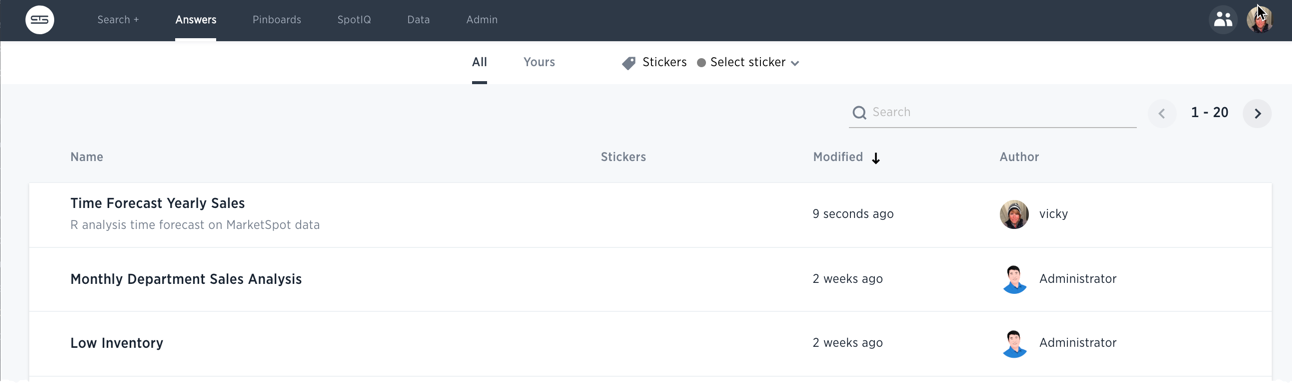 Search + Answers Pinboards SpotIQ Data Admin
All Yours Stickers Select sticker
Search 1 - 20
Name Stickers Modified Author
Time Forecast Yearly Sales
R analysis time forecast on MarketSpot data
9 seconds ago vicky
Monthly Department Sales Analysis 2 weeks ago Administrator
Low Inventory 2 weeks ago Administrator